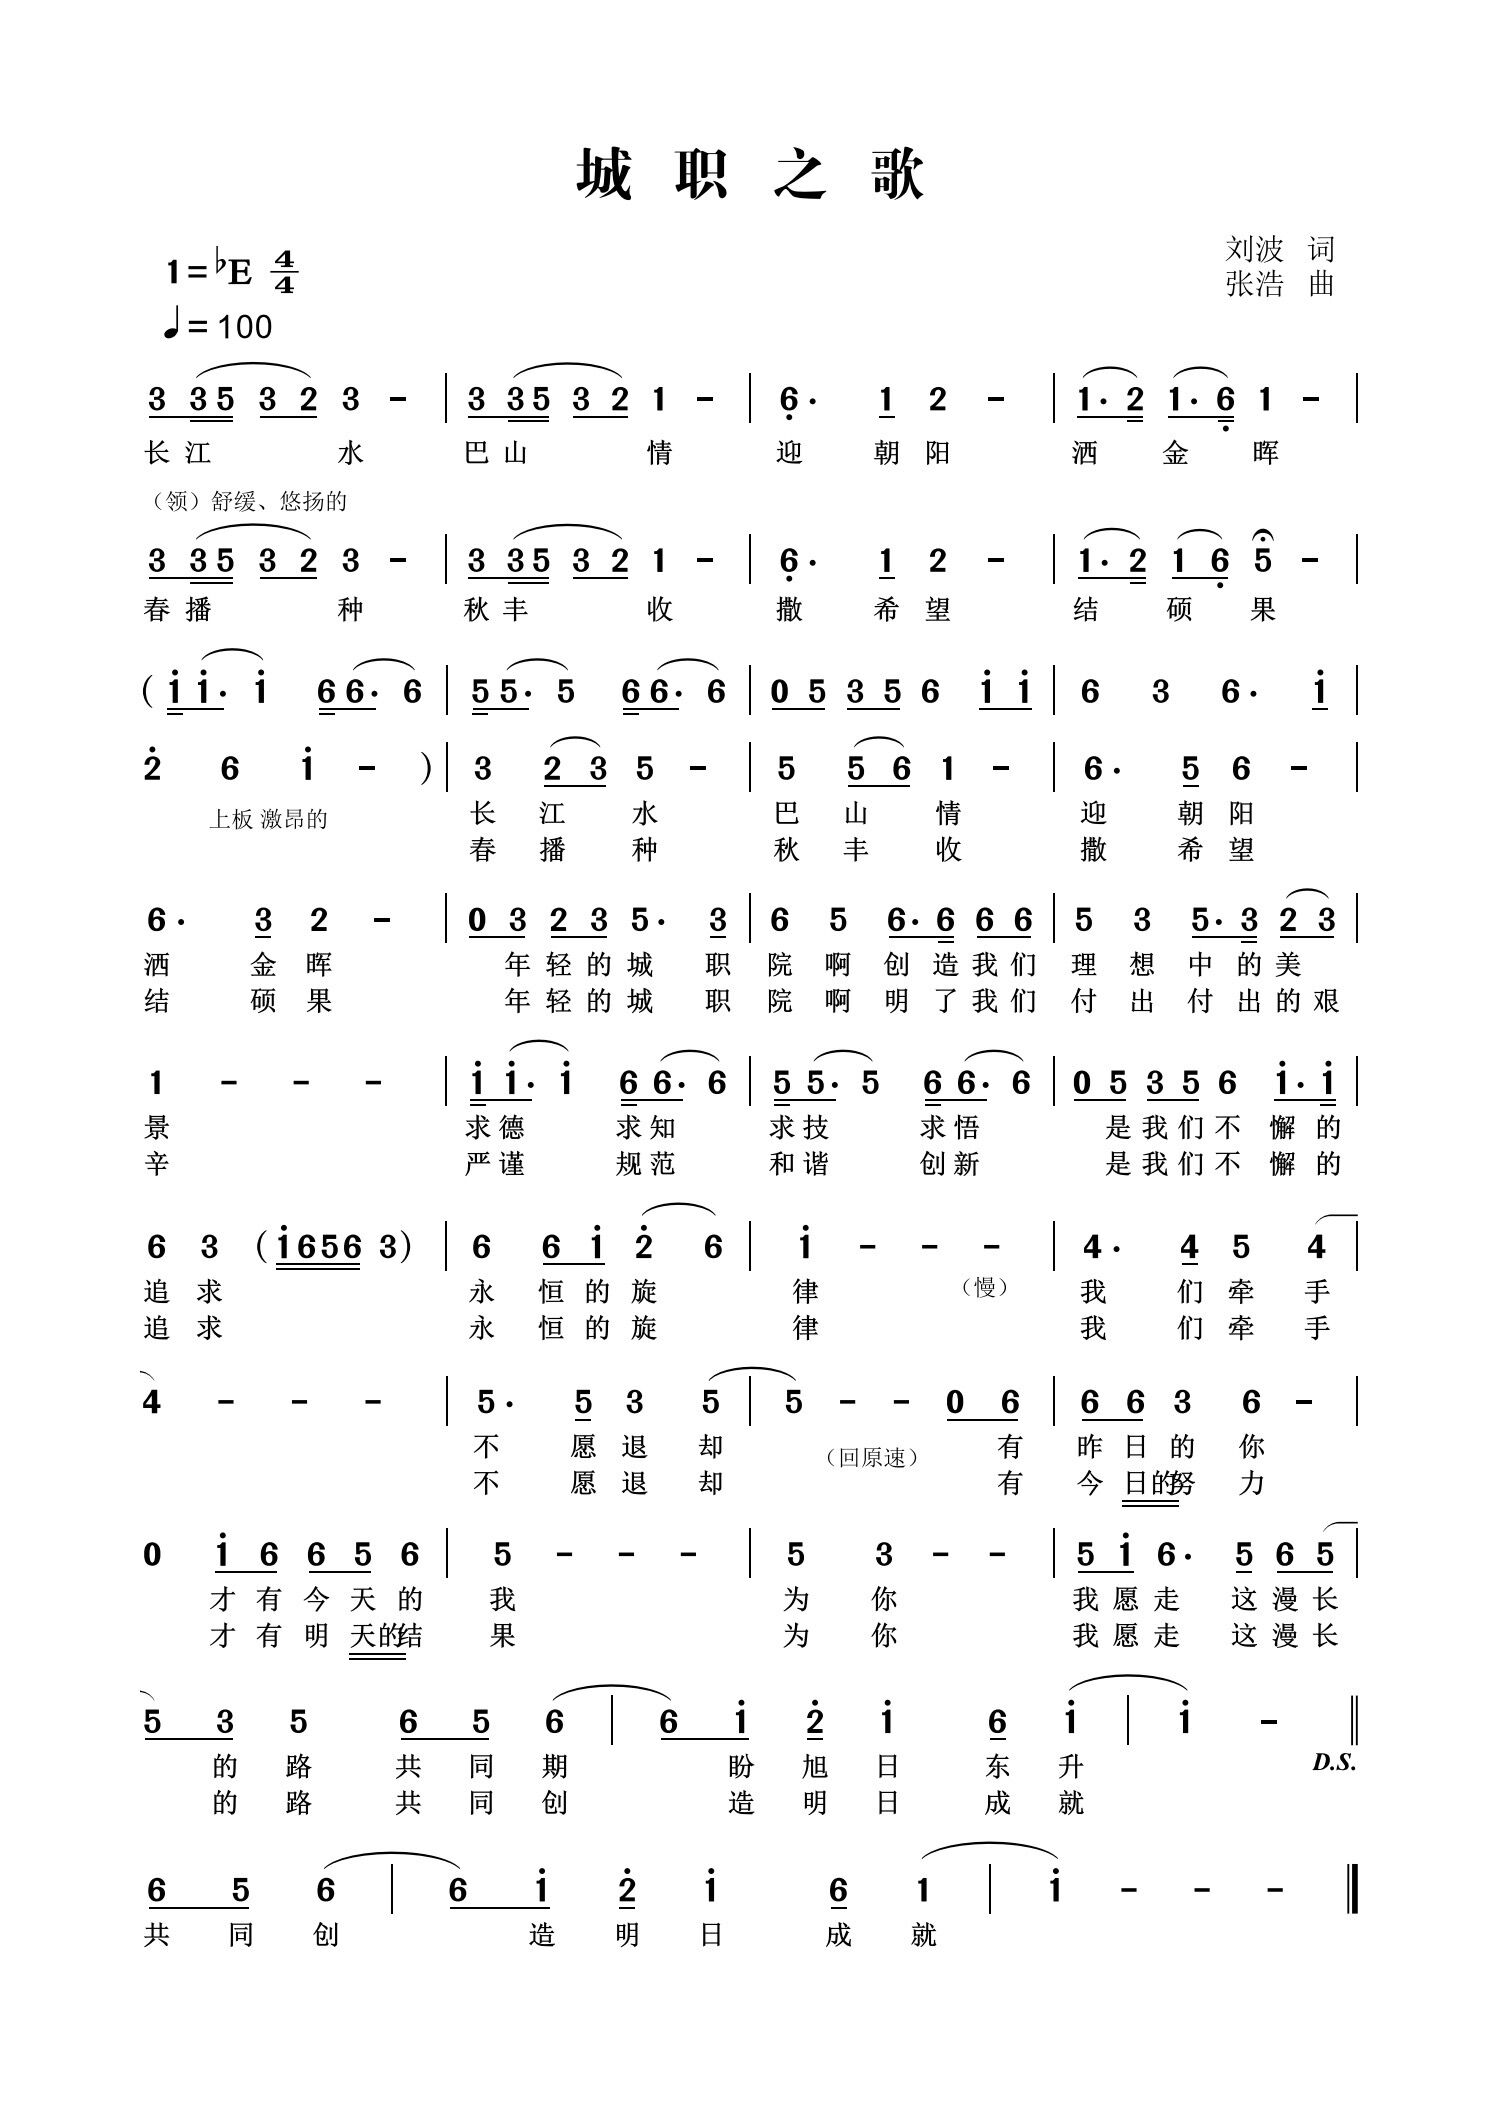 城 职 之 歌
刘波 词
1=♭E 4/4
张浩 曲
♩= 100
3 3 5 3 2 3 - | 3 3 5 3 2 1 - | 6̣· 1 2 - | 1· 2 1· 6̣ 1 - |
长 江 水 巴 山 情 迎 朝 阳 洒 金 晖
（领）舒缓、悠扬的
3 3 5 3 2 3 - | 3 3 5 3 2 1 - | 6̣· 1 2 - | 1· 2 1 6̣ 5 - |
春 播 种 秋 丰 收 撒 希 望 结 硕 果
( i i· i 6 6· 6 | 5 5· 5 6 6· 6 | 0 5 3 5 6 i i | 6 3 6· i |
2̇ 6 i - ) | 3 2 3 5 - | 5 5 6 1 - | 6· 5 6 - |
长 江 水 巴 山 情 迎 朝 阳
上板 激昂的
春 播 种 秋 丰 收 撒 希 望
6· 3 2 - | 0 3 2 3 5· 3 | 6 5 6· 6 6 6 | 5 3 5· 3 2 3 |
洒 金 晖 年 轻 的 城 职 院 啊 创 造 我 们 理 想 中 的 美
结 硕 果 年 轻 的 城 职 院 啊 明 了 我 们 付 出 付 出 的 艰
1 - - - | i i· i 6 6· 6 | 5 5· 5 6 6· 6 | 0 5 3 5 6 i· i |
景 求 德 求 知 求 技 求 悟 是 我 们 不 懈 的
辛 严 谨 规 范 和 谐 创 新 是 我 们 不 懈 的
6 3 ( i 6 5 6 3 ) | 6 6 i 2̇ 6 | i - - - | 4· 4 5 4 |
追 求 永 恒 的 旋 律 （慢） 我 们 牵 手
追 求 永 恒 的 旋 律 我 们 牵 手
4 - - - | 5· 5 3 5 | 5 - - 0 6 | 6 6 3 6 - |
不 愿 退 却 有 昨 日 的 你
（回原速）
不 愿 退 却 有 今 日的努 力
0 i 6 6 5 6 | 5 - - - | 5 3 - - | 5 i 6· 5 6 5 |
才 有 今 天 的 我 为 你 我 愿 走 这 漫 长
才 有 明 天的结 果 为 你 我 愿 走 这 漫 长
5 3 5 6 5 6 | 6 i 2̇ i 6 i | i - ‖
的 路 共 同 期 盼 旭 日 东 升 D.S.
的 路 共 同 创 造 明 日 成 就
6 5 6 | 6 i 2̇ i 6 1 | i - - - ‖
共 同 创 造 明 日 成 就